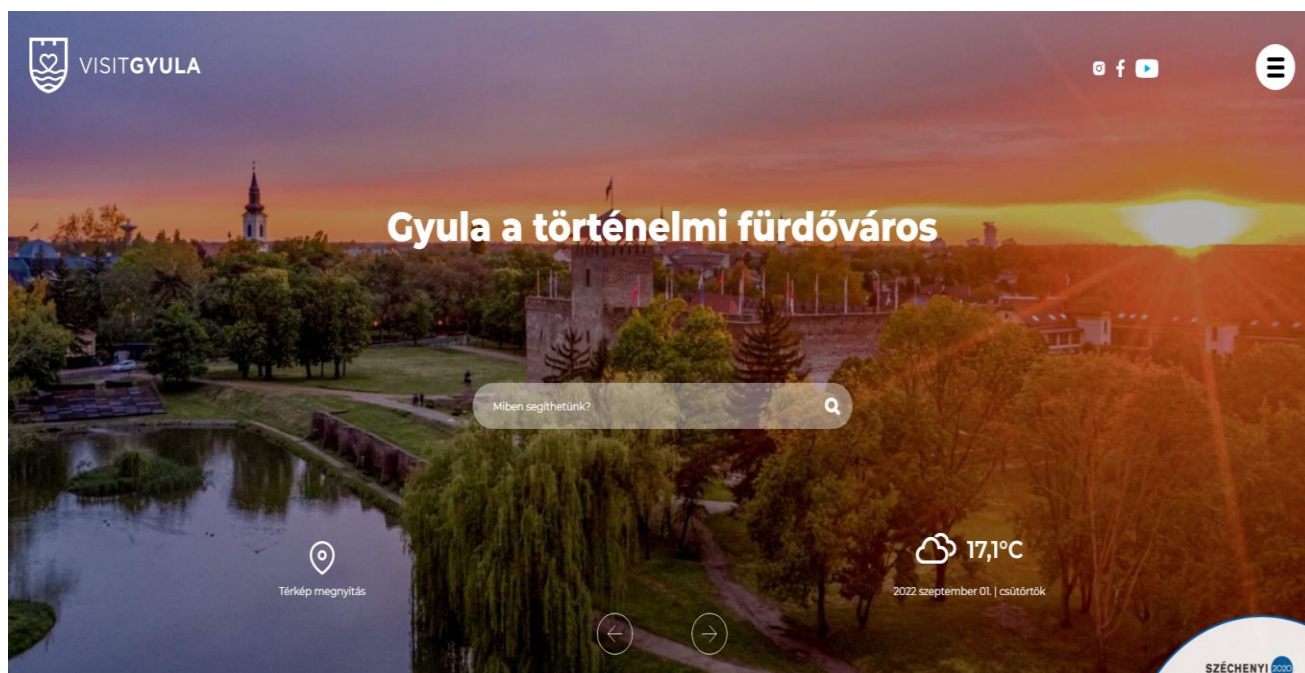 VISITGYULA
Gyula a történelmi fürdőváros
Miben segíthetünk?
Térkép megnyitás
17,1°C
2022 szeptember 01. | csütörtök
SZÉCHENYI 2020